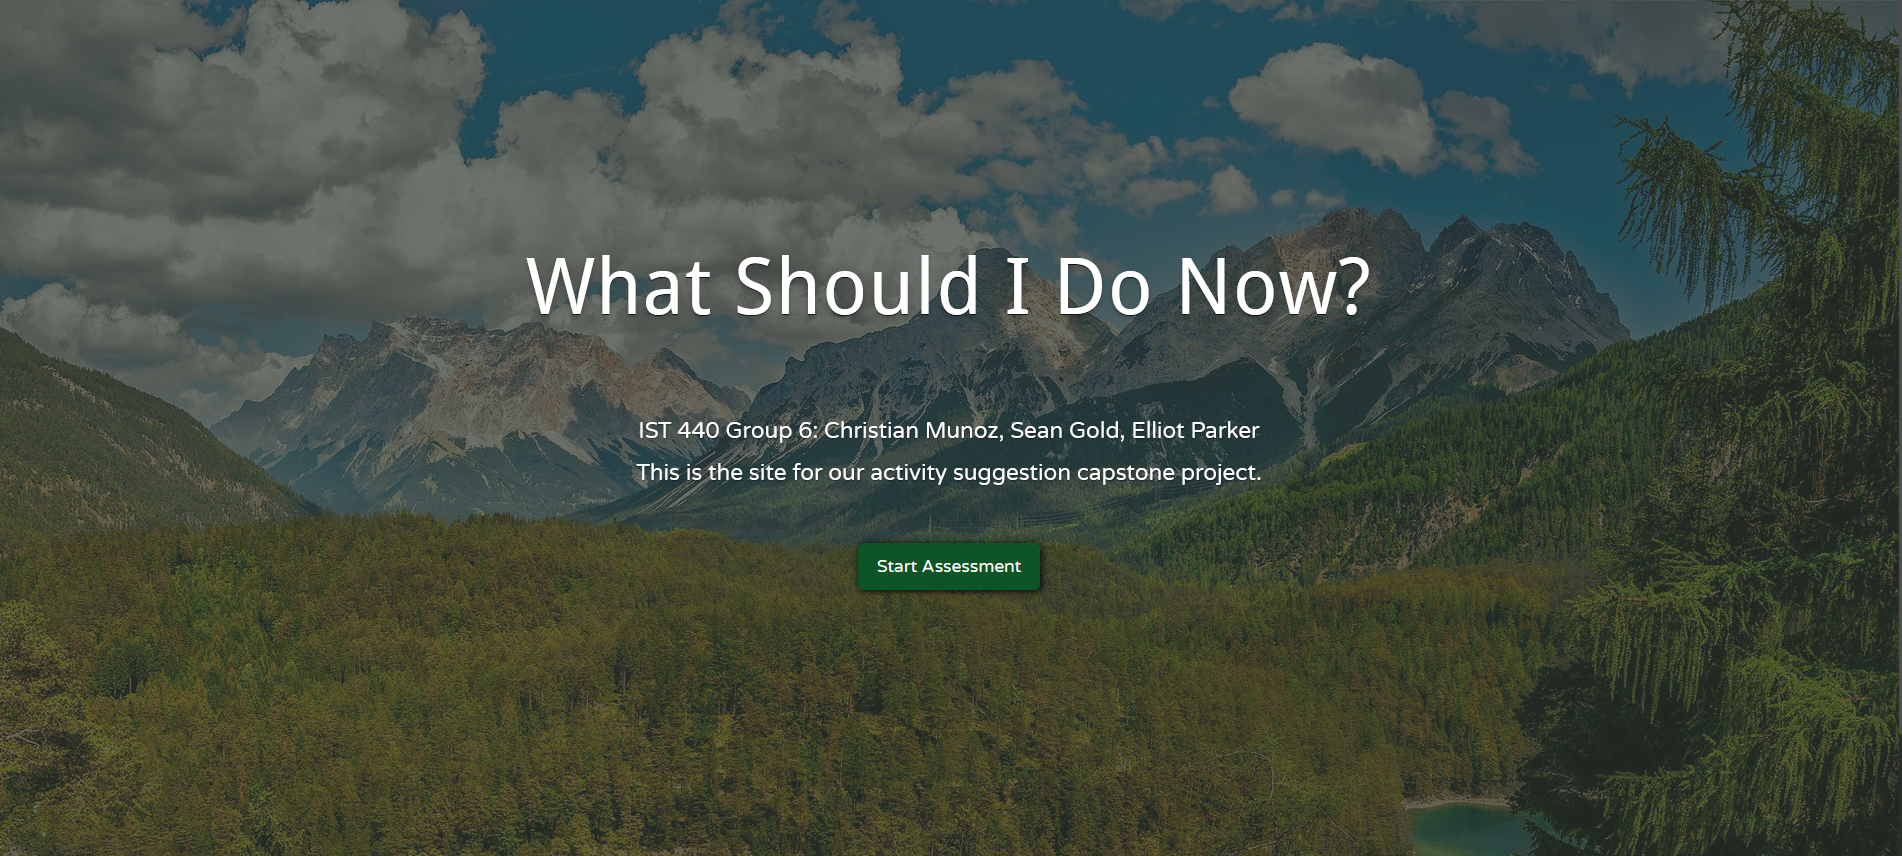 What Should I Do Now?
IST 440 Group 6: Christian Munoz, Sean Gold, Elliot Parker
This is the site for our activity suggestion capstone project.
Start Assessment